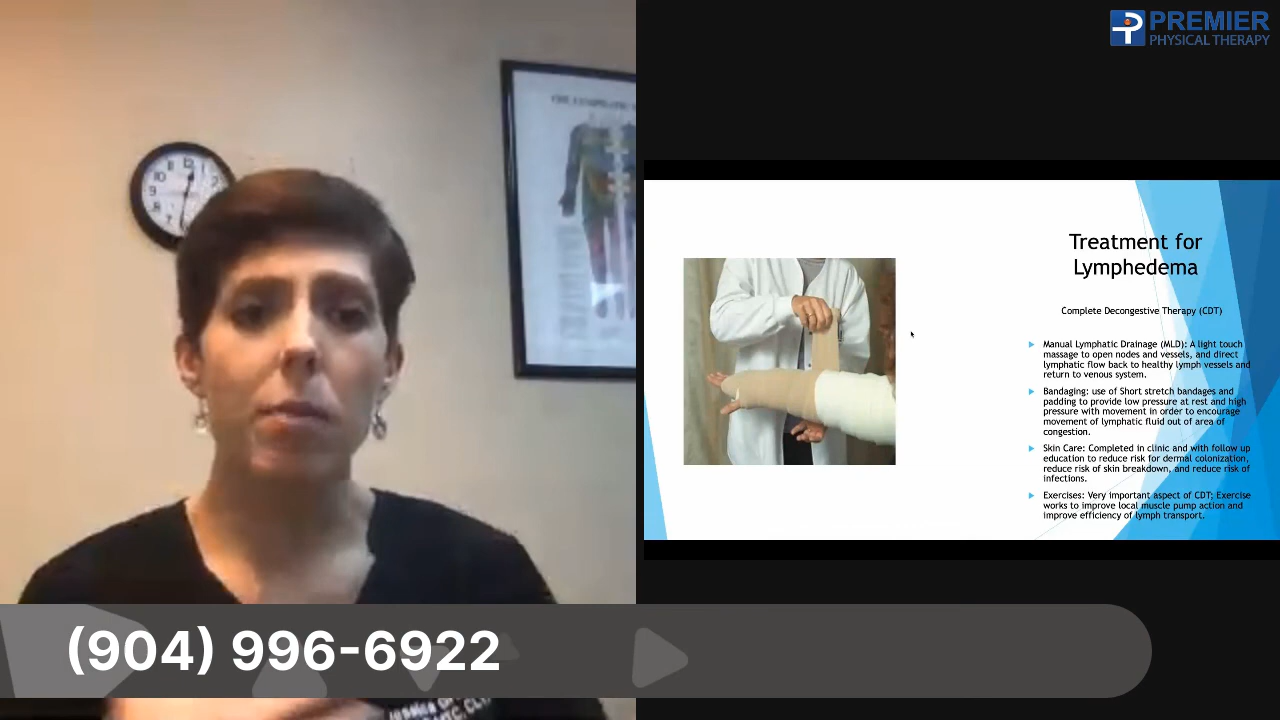 PREMIER
PHYSICAL THERAPY
12
10
9
Treatment for
Lymphedema
Complete Decongestive Therapy (CDT)
Manual Lymphatic Drainage (MLD): A light touch
massage to open nodes and vessels, and direct
lymphatic flow back to healthy lymph vessels and
return to venous system.
Bandaging: use of Short stretch bandages and
padding to provide low pressure at rest and high
pressure with movement in order to encourage
movement of lymphatic fluid out of area of
congestion.
Skin Care: Completed in clinic and with follow up
education to reduce risk for dermal colonization,
reduce risk of skin breakdown, and reduce risk of
infections.
Exercises: Very important aspect of CDT; Exercise
works to improve local muscle pump action and
improve efficiency of lymph transport.
(904) 996-6922